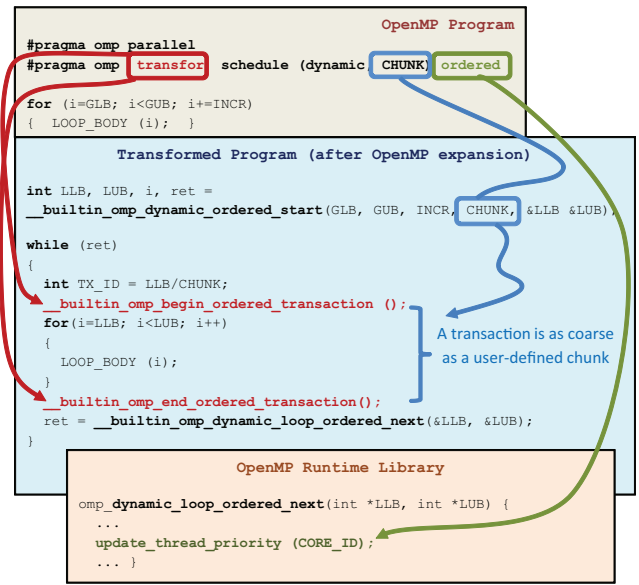 OpenMP Program
#pragma omp parallel
#pragma omp transfor schedule (dynamic, CHUNK) ordered
for (i=GLB; i<GUB; i+=INCR)
{ LOOP_BODY (i); }
Transformed Program (after OpenMP expansion)
int LLB, LUB, i, ret =
__builtin_omp_dynamic_ordered_start(GLB, GUB, INCR, CHUNK, &LLB &LUB);
while (ret)
{
int TX_ID = LLB/CHUNK;
__builtin_omp_begin_ordered_transaction ();
for(i=LLB; i<LUB; i++)
{
LOOP_BODY (i);
}
__builtin_omp_end_ordered_transaction();
ret = __builtin_omp_dynamic_loop_ordered_next(&LLB, &LUB);
}
A transaction is as coarse
as a user-defined chunk
OpenMP Runtime Library
omp_dynamic_loop_ordered_next(int *LLB, int *LUB) {
...
update_thread_priority (CORE_ID);
... }